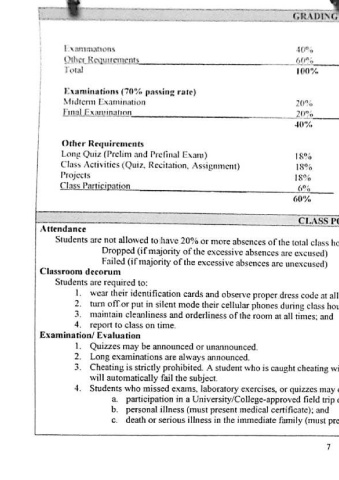 GRADING
Examinations 40%
Other Requirements 60%
Total 100%
Examinations (70% passing rate)
Midterm Examination 20%
Final Examination 20%
40%
Other Requirements
Long Quiz (Prelim and Prefinal Exam) 18%
Class Activities (Quiz, Recitation, Assignment) 18%
Projects 18%
Class Participation 6%
60%
CLASS PO
Attendance
Students are not allowed to have 20% or more absences of the total class ho
Dropped (if majority of the excessive absences are excused)
Failed (if majority of the excessive absences are unexcused)
Classroom decorum
Students are required to:
1. wear their identification cards and observe proper dress code at all
2. turn off or put in silent mode their cellular phones during class hou
3. maintain cleanliness and orderliness of the room at all times; and
4. report to class on time.
Examination/ Evaluation
1. Quizzes may be announced or unannounced.
2. Long examinations are always announced.
3. Cheating is strictly prohibited. A student who is caught cheating wi
will automatically fail the subject.
4. Students who missed exams, laboratory exercises, or quizzes may
a. participation in a University/College-approved field trip
b. personal illness (must present medical certificate); and
c. death or serious illness in the immediate family (must pre
7